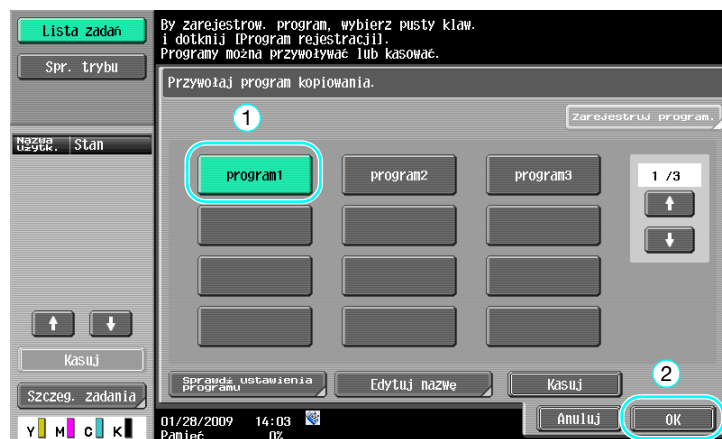 Lista zadań
Spr. trybu
Nazwa Użytk.
Stan
Kasuj
Szczeg. zadania
Y M C K
By zarejestrow. program, wybierz pusty klaw.
i dotknij [Program rejestracji].
Programy można przywoływać lub kasować.
Przywołaj program kopiowania.
1
Zarejestruj program.
program1 program2 program3
1 /3
Sprawdź ustawienia
programu
Edytuj nazwę
Kasuj
2
01/28/2009 14:03
Pamięć 0%
Anuluj
OK